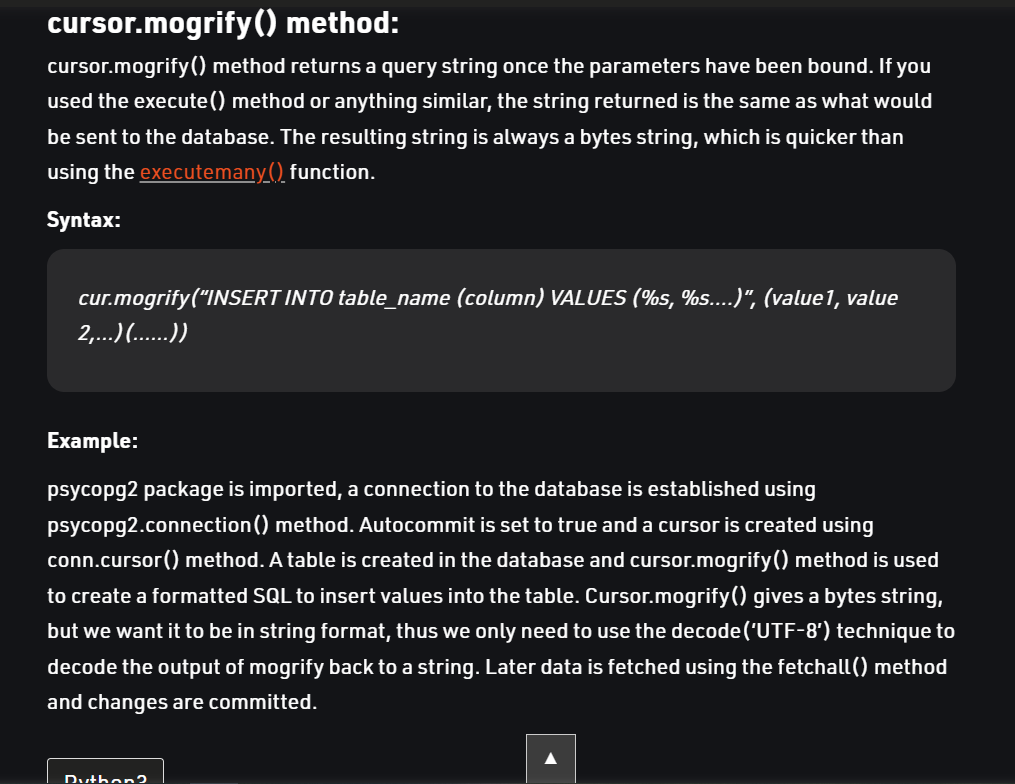 cursor.mogrify() method:
cursor.mogrify() method returns a query string once the parameters have been bound. If you
used the execute() method or anything similar, the string returned is the same as what would
be sent to the database. The resulting string is always a bytes string, which is quicker than
using the executemany() function.
Syntax:
cur.mogrify(“INSERT INTO table_name (column) VALUES (%s, %s....)”, (value1, value
2,...)(......))
Example:
psycopg2 package is imported, a connection to the database is established using
psycopg2.connection() method. Autocommit is set to true and a cursor is created using
conn.cursor() method. A table is created in the database and cursor.mogrify() method is used
to create a formatted SQL to insert values into the table. Cursor.mogrify() gives a bytes string,
but we want it to be in string format, thus we only need to use the decode(‘UTF-8′) technique to
decode the output of mogrify back to a string. Later data is fetched using the fetchall() method
and changes are committed.
Python3